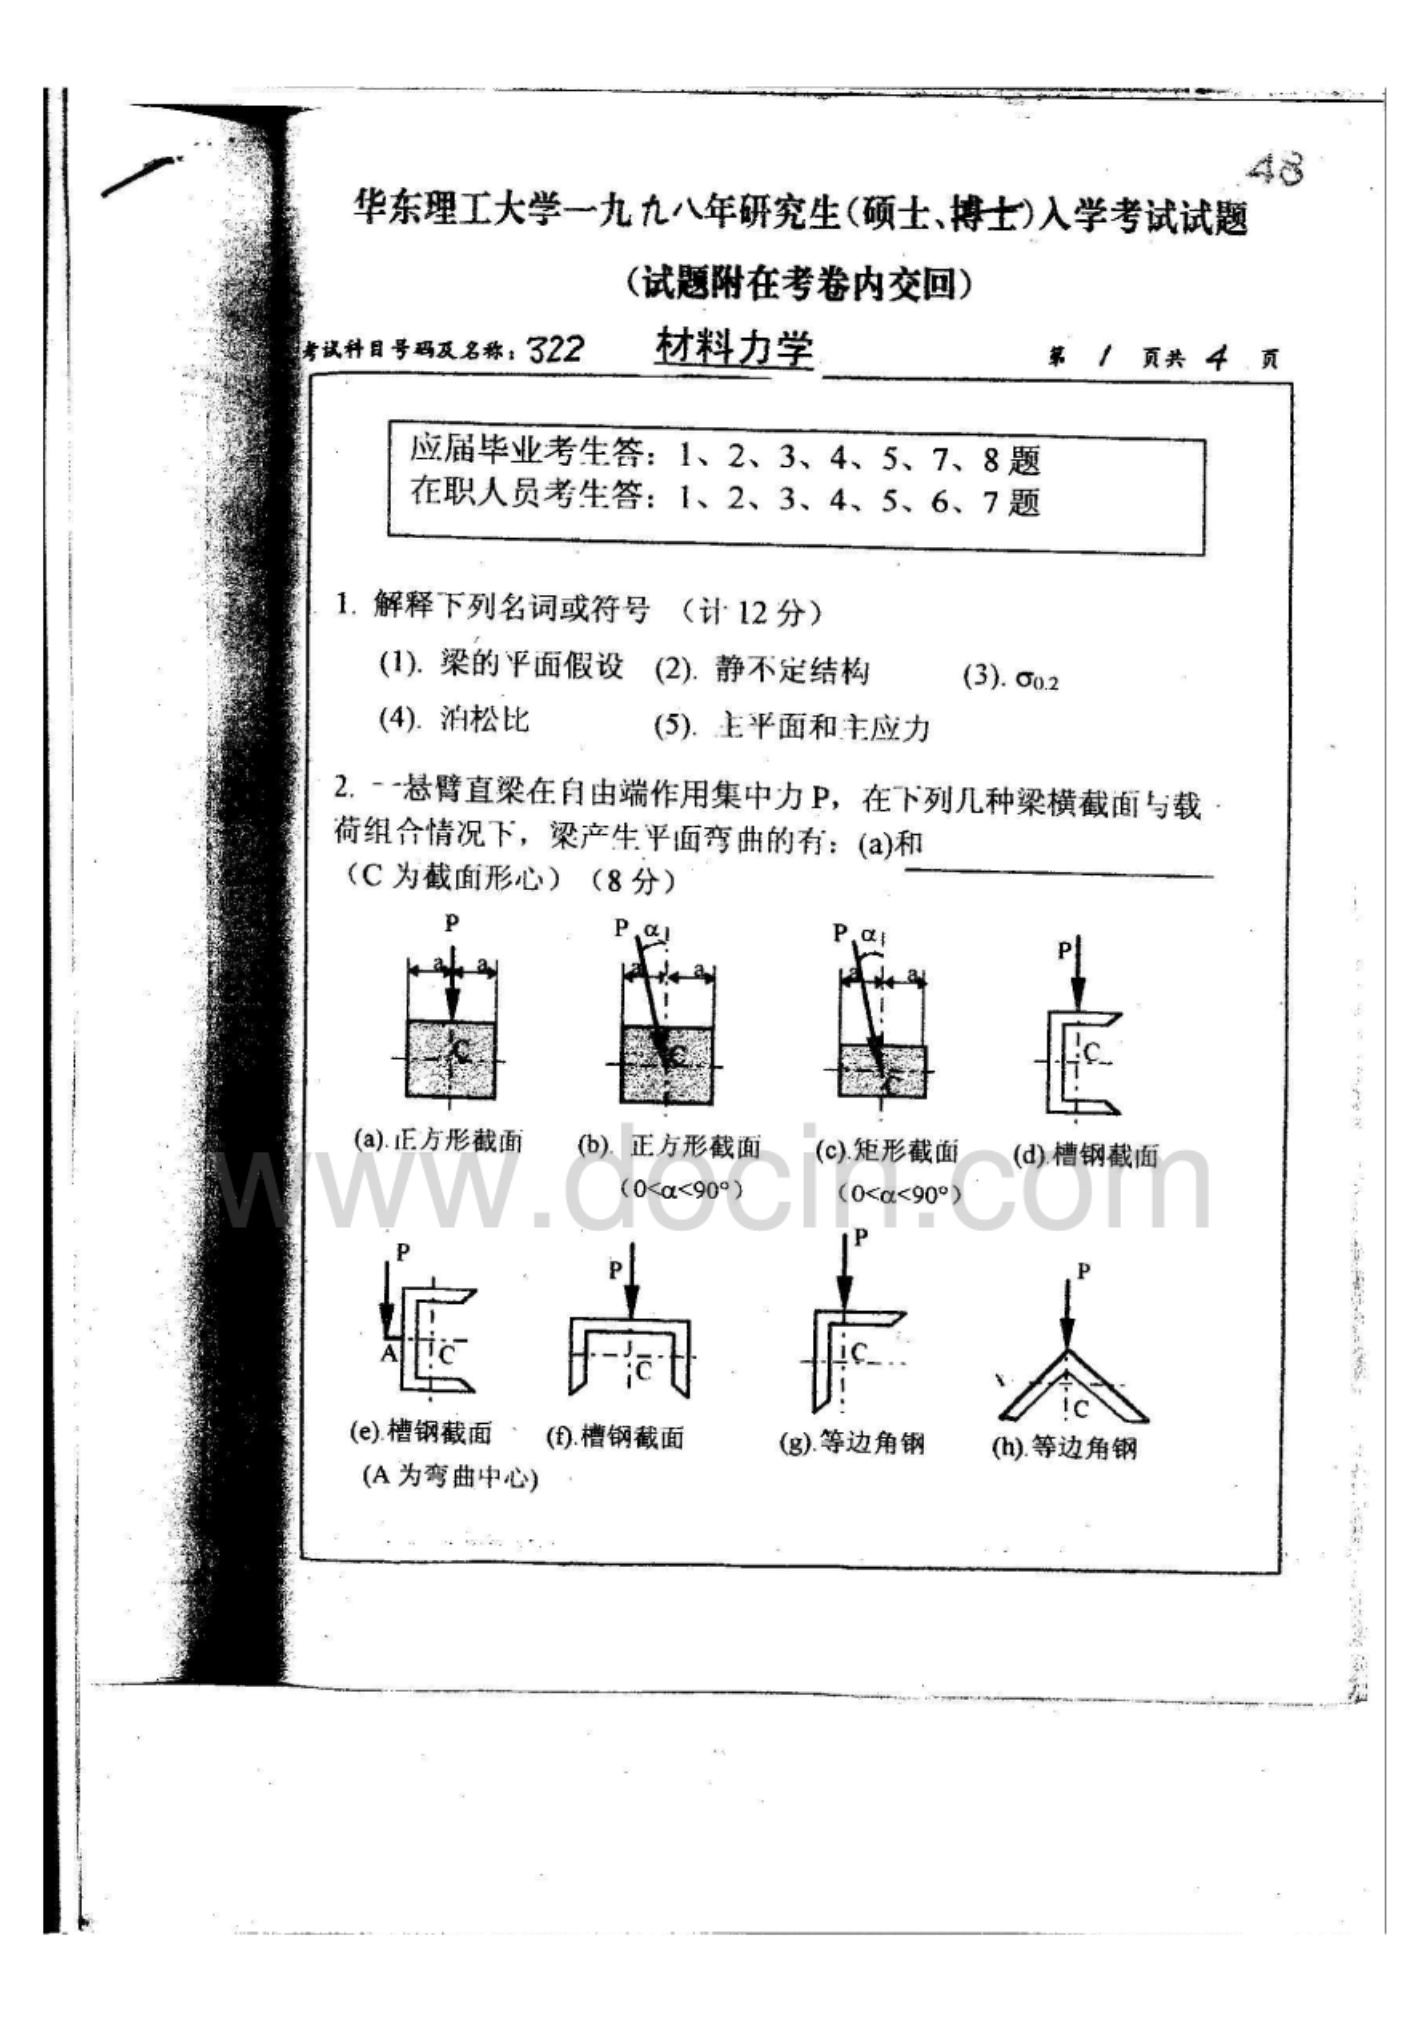 48
华东理工大学一九九八年研究生(硕士、博士)入学考试试题
(试题附在考卷内交回)
考试科目号码及名称: 322 材料力学 第 1 页共 4 页
应届毕业考生答: 1、2、3、4、5、7、8 题
在职人员考生答: 1、2、3、4、5、6、7 题
1. 解释下列名词或符号 (计 12 分)
(1). 梁的平面假设 (2). 静不定结构 (3). σ0.2
(4). 泊松比 (5). 主平面和主应力
2. 一悬臂直梁在自由端作用集中力 P, 在下列几种梁横截面与载
荷组合情况下, 梁产生平面弯曲的有: (a)和
(C 为截面形心) (8 分)
P P α P α P
a a a a a a
C C C C
(a).正方形截面 (b). 正方形截面 (c).矩形截面 (d).槽钢截面
(0<α<90°) (0<α<90°)
www.docin.com
P P P P
A C C C C
(e).槽钢截面 (f).槽钢截面 (g).等边角钢 (h).等边角钢
(A 为弯曲中心)